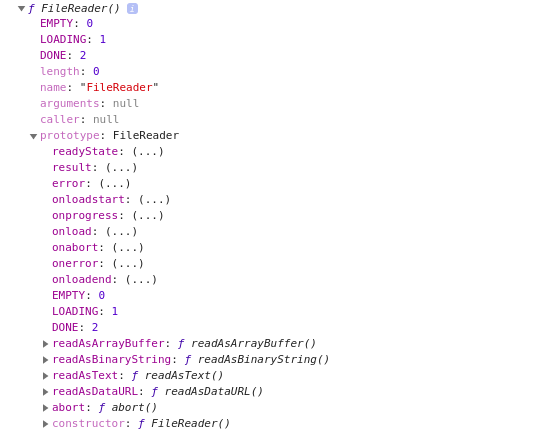 ƒ FileReader() i
EMPTY: 0
LOADING: 1
DONE: 2
length: 0
name: "FileReader"
arguments: null
caller: null
prototype: FileReader
readyState: (...)
result: (...)
error: (...)
onloadstart: (...)
onprogress: (...)
onload: (...)
onabort: (...)
onerror: (...)
onloadend: (...)
EMPTY: 0
LOADING: 1
DONE: 2
readAsArrayBuffer: ƒ readAsArrayBuffer()
readAsBinaryString: ƒ readAsBinaryString()
readAsText: ƒ readAsText()
readAsDataURL: ƒ readAsDataURL()
abort: ƒ abort()
constructor: ƒ FileReader()